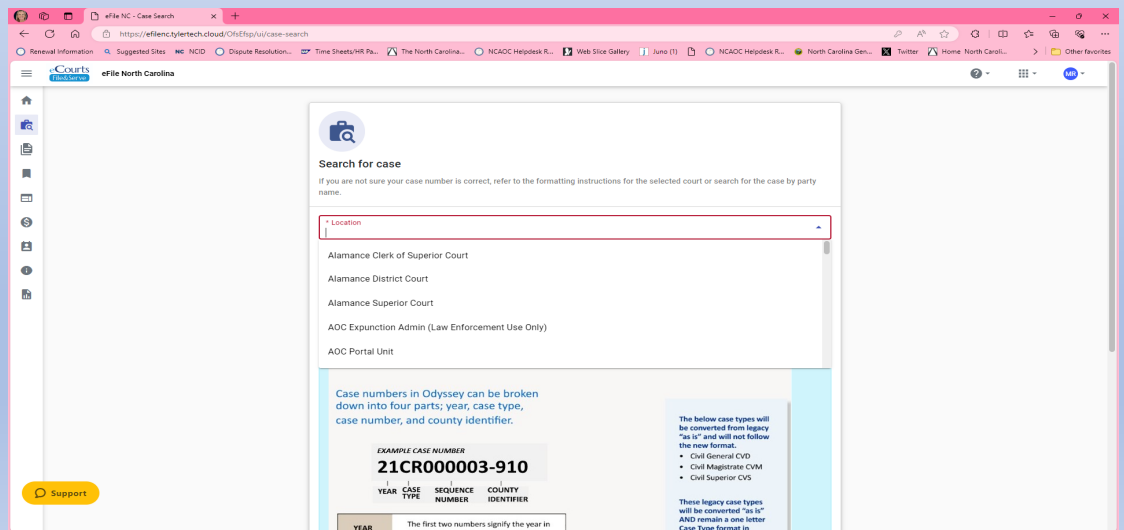 eFile NC - Case Search
https://efilenc.tylertech.cloud/OfsEfsp/ui/case-search
Renewal Information Suggested Sites NC NCID Dispute Resolution... Time Sheets/HR Pa... The North Carolina... NCAOC Helpdesk R... Web Slice Gallery Juno (1) NCAOC Helpdesk R... North Carolina Gen... X Twitter Home North Caroli... Other favorites
eCourts
File&Serve
eFile North Carolina
MR
Search for case
If you are not sure your case number is correct, refer to the formatting instructions for the selected court or search for the case by party
name.
* Location
Alamance Clerk of Superior Court
Alamance District Court
Alamance Superior Court
AOC Expunction Admin (Law Enforcement Use Only)
AOC Portal Unit
Case numbers in Odyssey can be broken
down into four parts; year, case type,
case number, and county identifier.
EXAMPLE CASE NUMBER
21CR000003-910
YEAR CASE TYPE SEQUENCE NUMBER COUNTY IDENTIFIER
YEAR
The first two numbers signify the year in
The below case types will
be converted from legacy
"as is" and will not follow
the new format.
• Civil General CVD
• Civil Magistrate CVM
• Civil Superior CVS
These legacy case types
will be converted "as is"
AND remain a one letter
Case Type format in
Support